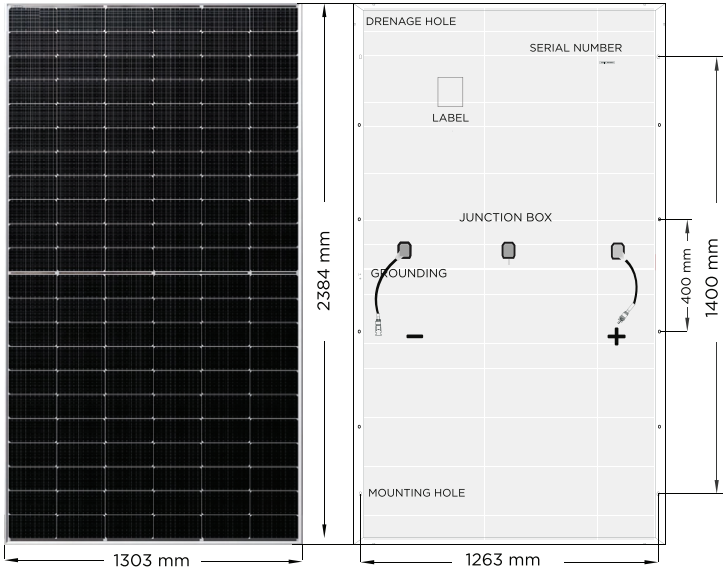 DRENAGE HOLE
SERIAL NUMBER
LABEL
JUNCTION BOX
GROUNDING
2384 mm
400 mm
1400 mm
−
+
MOUNTING HOLE
1303 mm
1263 mm